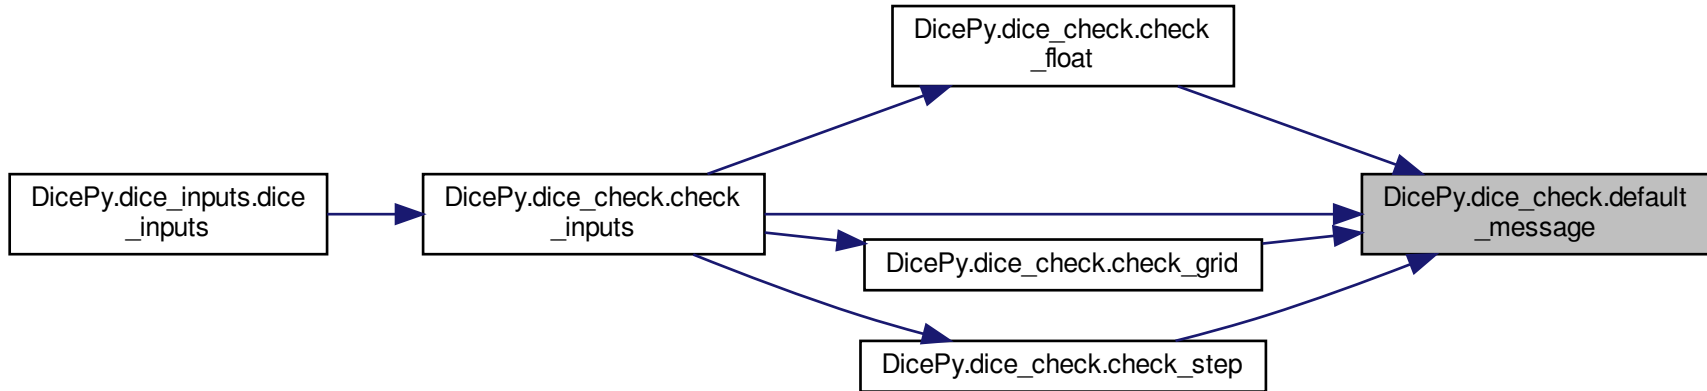 DicePy.dice_check.check
_float
DicePy.dice_inputs.dice
_inputs
DicePy.dice_check.check
_inputs
DicePy.dice_check.default
_message
DicePy.dice_check.check_grid
DicePy.dice_check.check_step